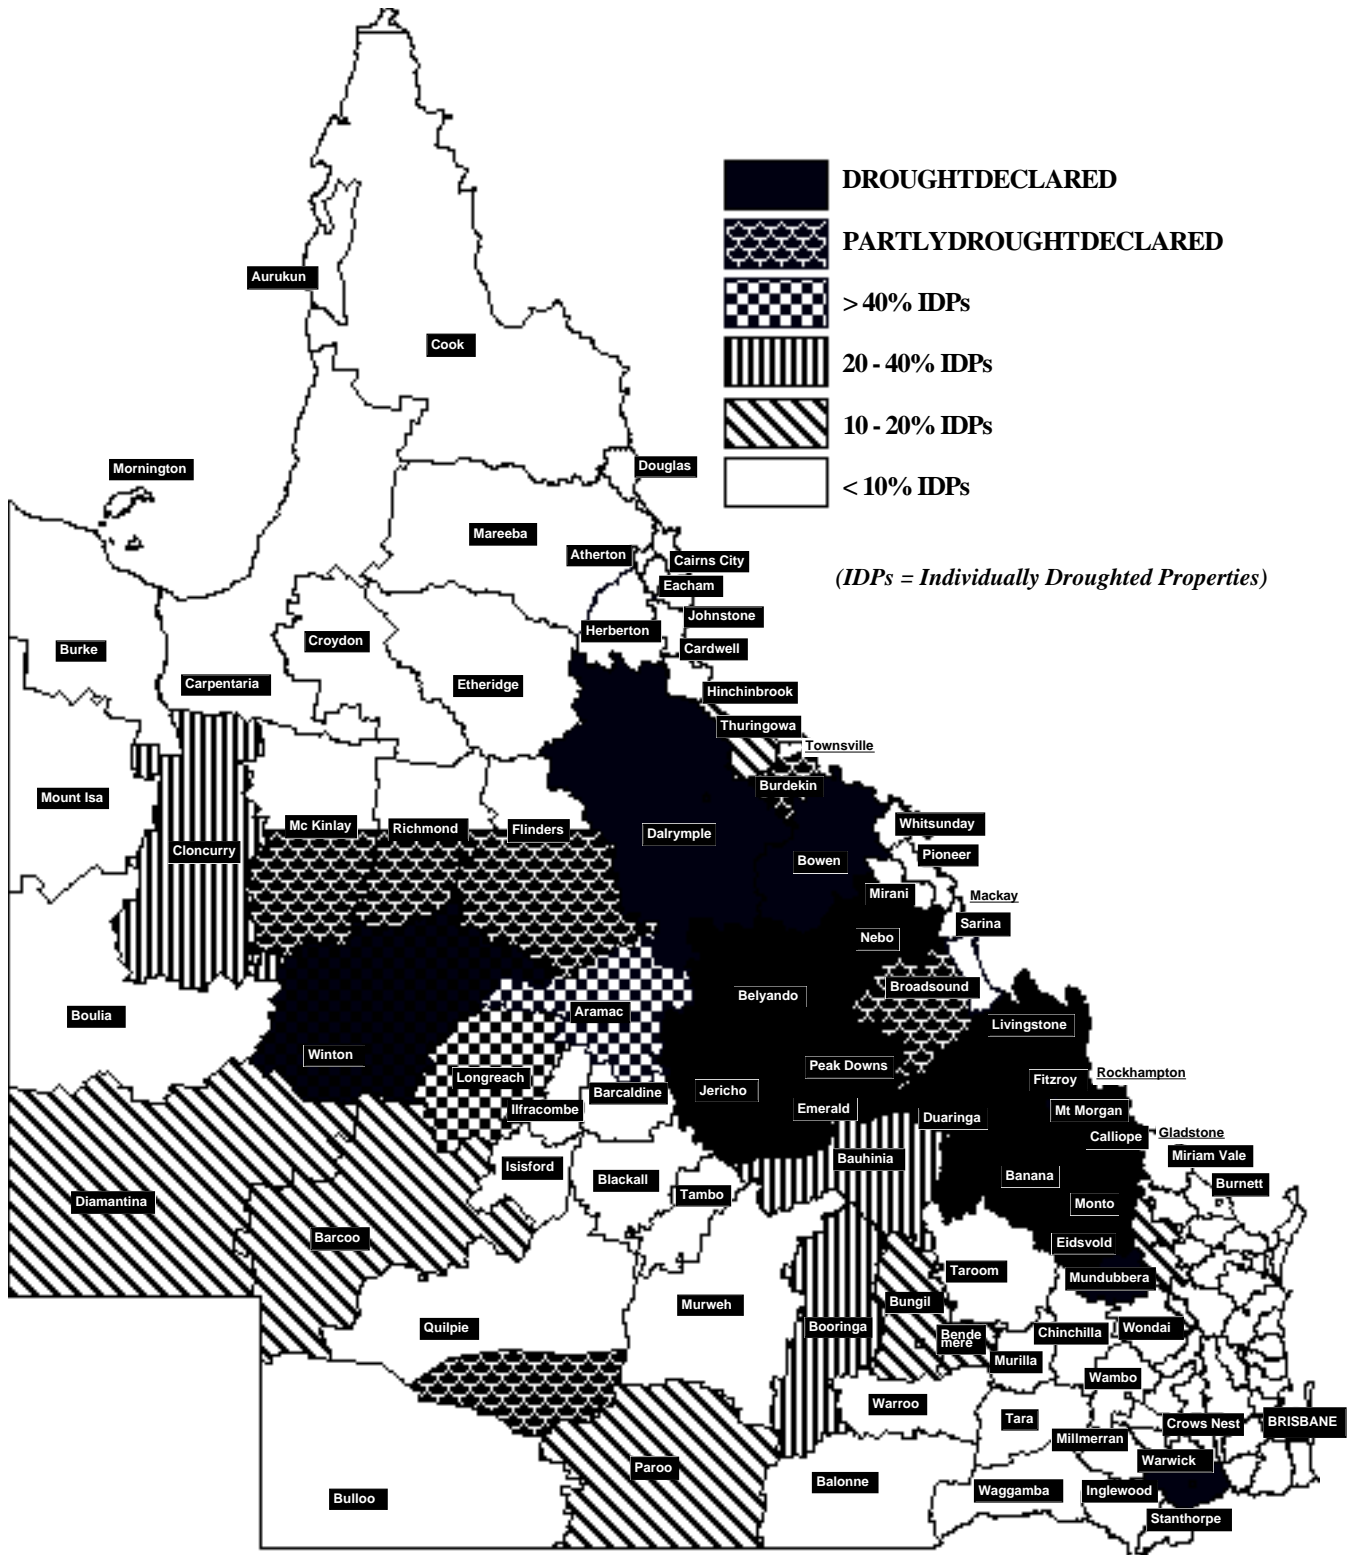 DROUGHTDECLARED
PARTLYDROUGHTDECLARED
> 40% IDPs
20 - 40% IDPs
10 - 20% IDPs
< 10% IDPs
(IDPs = Individually Droughted Properties)
Aurukun
Cook
Mornington
Douglas
Mareeba
Atherton
Cairns City
Eacham
Johnstone
Herberton
Cardwell
Croydon
Burke
Carpentaria
Etheridge
Hinchinbrook
Thuringowa
Townsville
Burdekin
Mount Isa
Mc Kinlay
Richmond
Flinders
Dalrymple
Whitsunday
Cloncurry
Bowen
Pioneer
Mirani
Mackay
Sarina
Nebo
Broadsound
Belyando
Boulia
Aramac
Livingstone
Winton
Longreach
Peak Downs
Fitzroy
Rockhampton
Barcaldine
Jericho
Ilfracombe
Emerald
Duaringa
Mt Morgan
Calliope
Gladstone
Miriam Vale
Isisford
Bauhinia
Blackall
Tambo
Banana
Burnett
Diamantina
Monto
Barcoo
Eidsvold
Taroom
Mundubbera
Murweh
Bungil
Quilpie
Booringa
Bende
mere
Chinchilla
Wondai
Murilla
Wambo
Warroo
Tara
Crows Nest
BRISBANE
Millmerran
Warwick
Paroo
Balonne
Waggamba
Inglewood
Bulloo
Stanthorpe